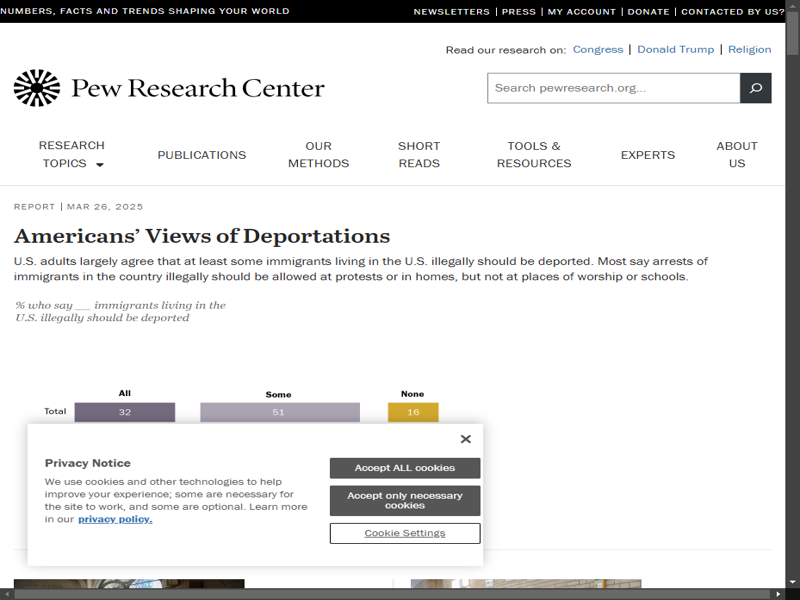 NUMBERS, FACTS AND TRENDS SHAPING YOUR WORLD
NEWSLETTERS | PRESS | MY ACCOUNT | DONATE | CONTACTED BY US?
Read our research on: Congress | Donald Trump | Religion
Pew Research Center
Search pewresearch.org...
RESEARCH TOPICS
PUBLICATIONS
OUR METHODS
SHORT READS
TOOLS & RESOURCES
EXPERTS
ABOUT US
REPORT | MAR 26, 2025
Americans’ Views of Deportations
U.S. adults largely agree that at least some immigrants living in the U.S. illegally should be deported. Most say arrests of
immigrants in the country illegally should be allowed at protests or in homes, but not at places of worship or schools.
% who say ___ immigrants living in the
U.S. illegally should be deported
All Some None
Total 32 51 16
Privacy Notice
We use cookies and other technologies to help
improve your experience; some are necessary for
the site to work, and some are optional. Learn more
in our privacy policy.
Accept ALL cookies
Accept only necessary
cookies
Cookie Settings